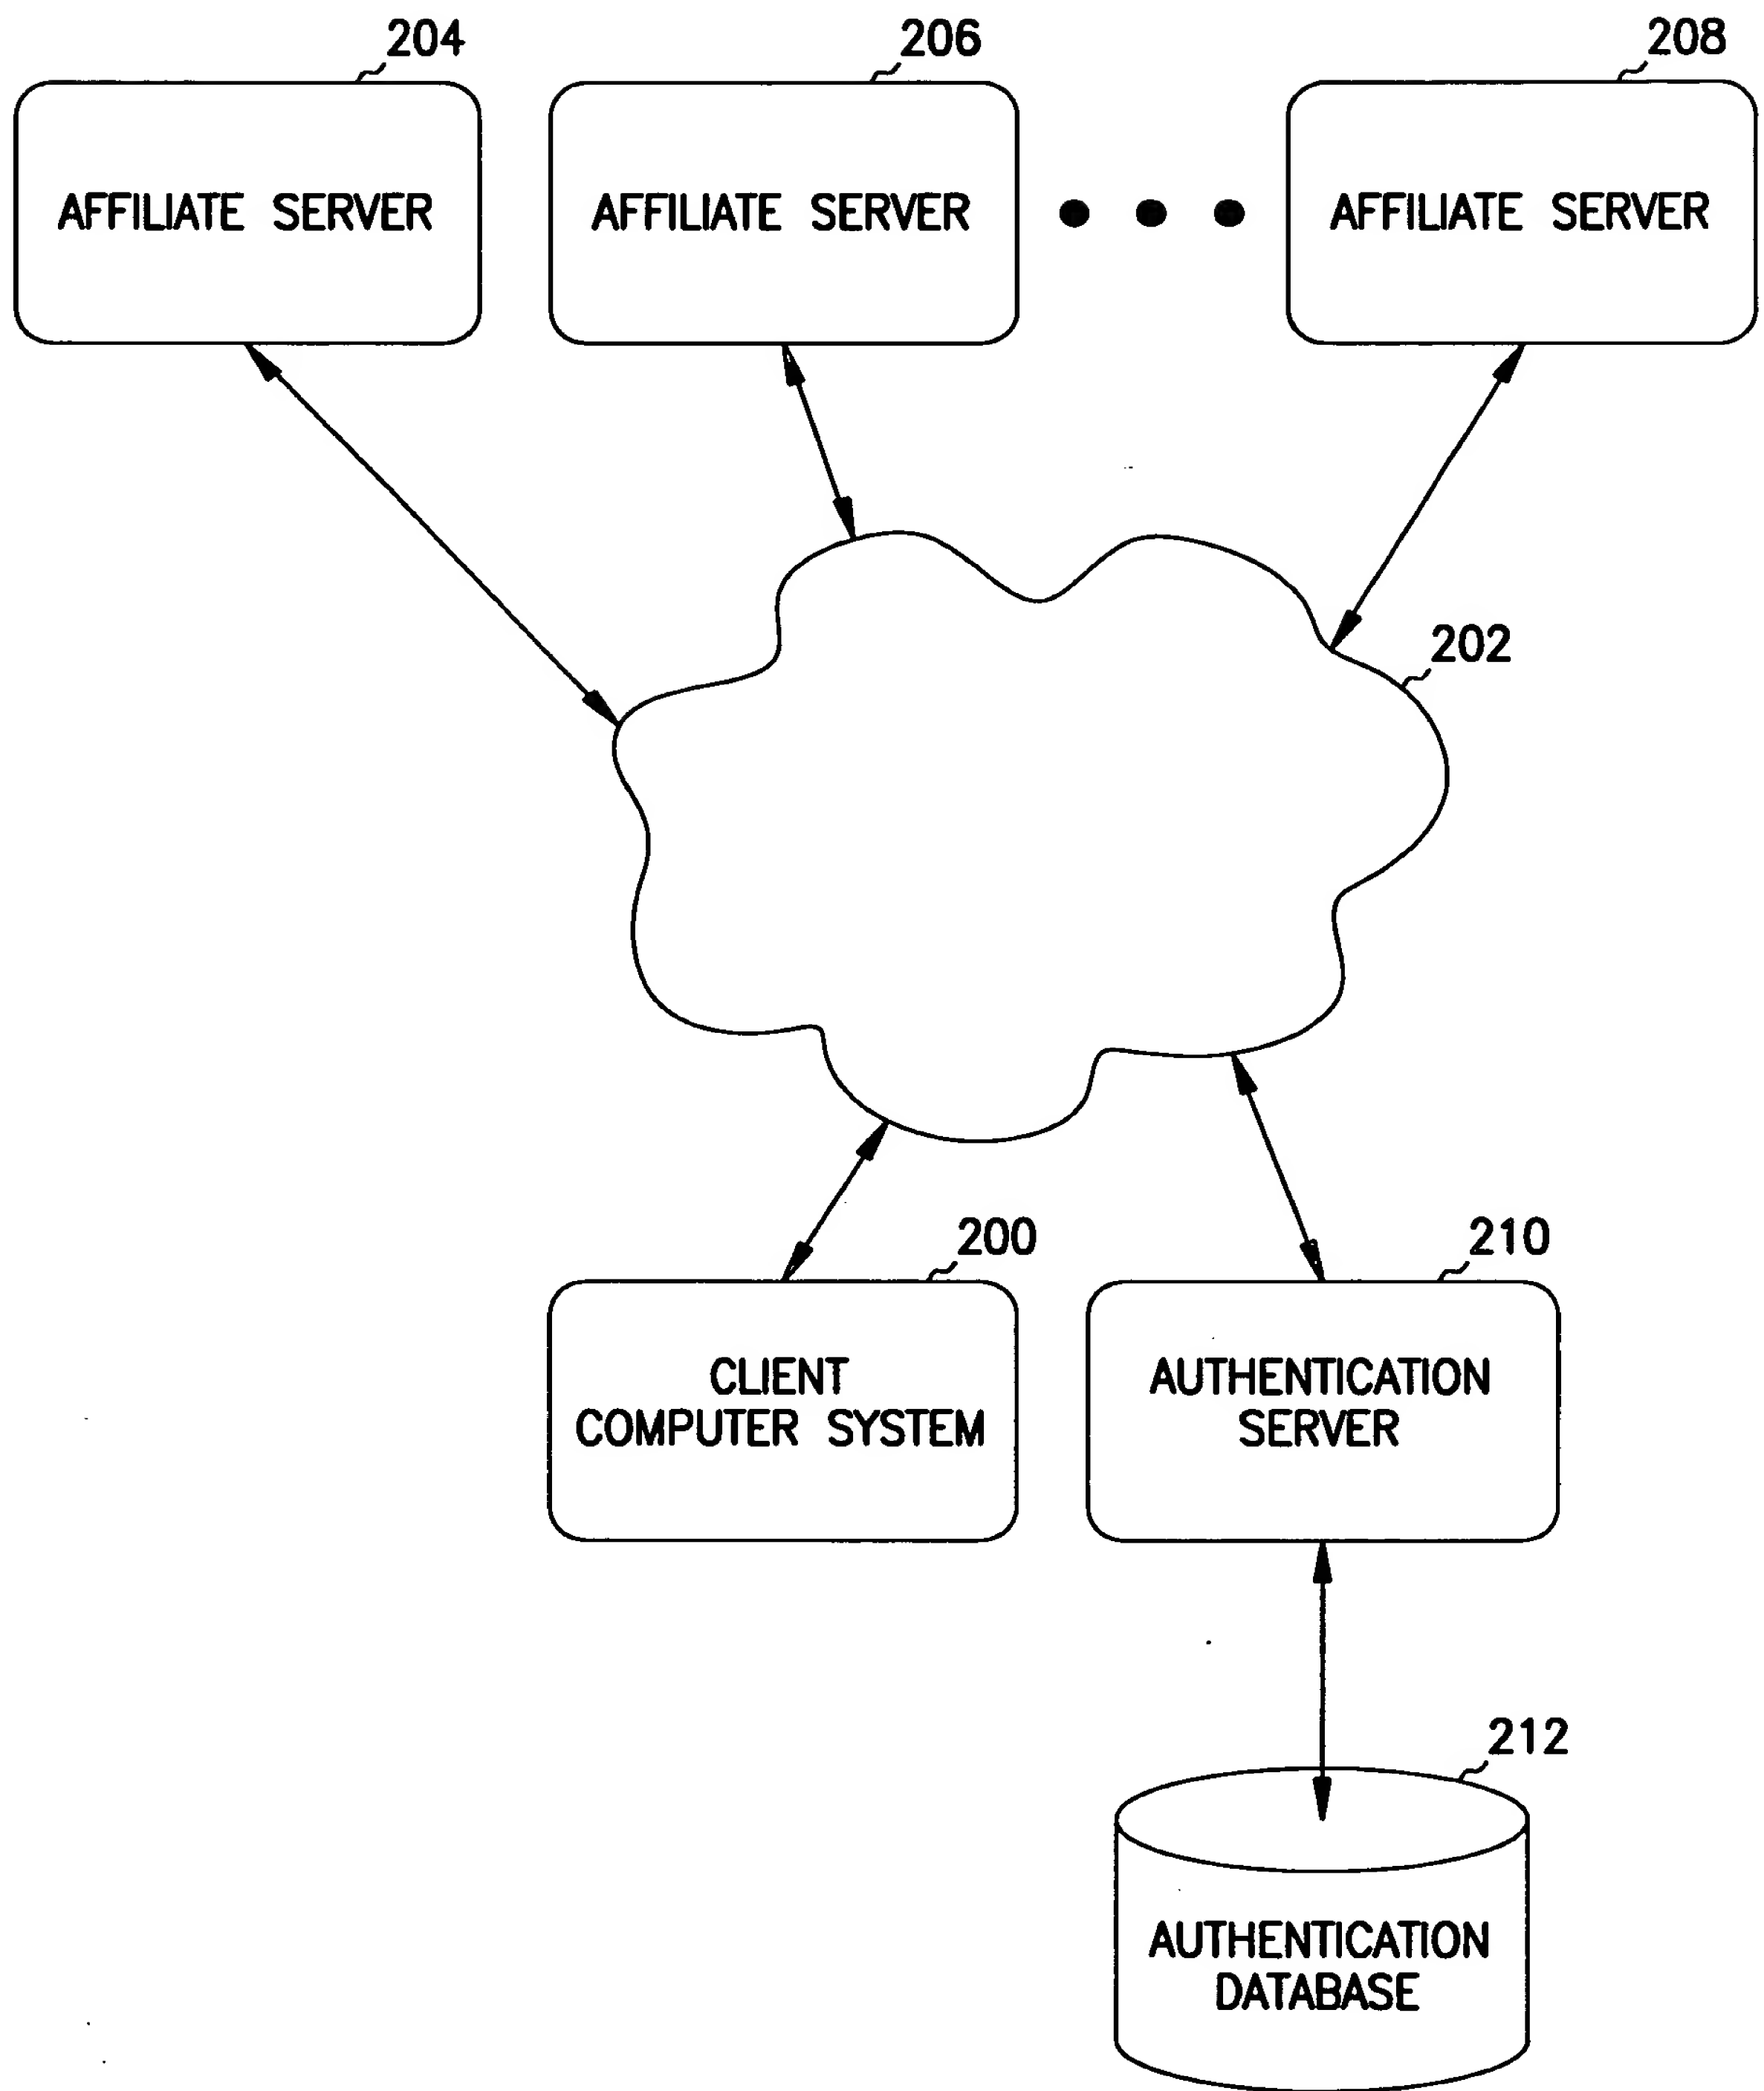 204
206
208
AFFILIATE SERVER
AFFILIATE SERVER
AFFILIATE SERVER
202
200
210
CLIENT
COMPUTER SYSTEM
AUTHENTICATION
SERVER
212
AUTHENTICATION
DATABASE